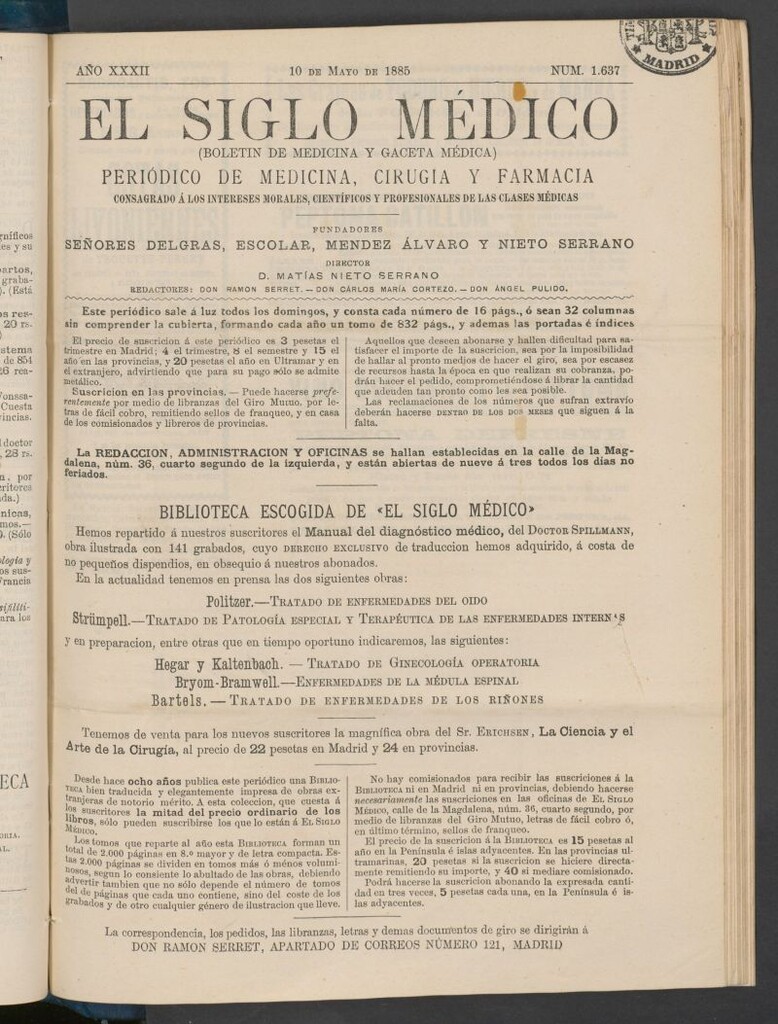 MADRID
AÑO XXXII 10 DE MAYO DE 1885 NUM. 1.637
EL SIGLO MÉDICO
(BOLETIN DE MEDICINA Y GACETA MÉDICA)
PERIÓDICO DE MEDICINA, CIRUGIA Y FARMACIA
CONSAGRADO Á LOS INTERESES MORALES, CIENTÍFICOS Y PROFESIONALES DE LAS CLASES MÉDICAS
FUNDADORES
SEÑORES DELGRAS, ESCOLAR, MENDEZ ÁLVARO Y NIETO SERRANO
DIRECTOR
D. MATÍAS NIETO SERRANO
REDACTORES: DON RAMON SERRET.—DON CÁRLOS MARÍA CORTEZO.—DON ÁNGEL PULIDO.
Este periódico sale á luz todos los domingos, y consta cada número de 16 págs., ó sean 32 columnas
sin comprender la cubierta, formando cada año un tomo de 832 págs., y ademas las portadas é índices
El precio de suscricion á este periódico es 3 pesetas el
trimestre en Madrid; 4 el trimestre, 8 el semestre y 15 el
año en las provincias, y 20 pesetas el año en Ultramar y en
el extranjero, advirtiendo que para su pago sólo se admite
metálico.
Suscricion en las provincias. — Puede hacerse prefe-
rentemente por medio de libranzas del Giro Mutuo, por le-
tras de fácil cobro, remitiendo sellos de franqueo, y en casa
de los comisionados y libreros de provincias.
Aquellos que deseen abonarse y hallen dificultad para sa-
tisfacer el importe de la suscricion, sea por la imposibilidad
de hallar al pronto medios de hacer el giro, sea por escasez
de recursos hasta la época en que realizan su cobranza, po-
drán hacer el pedido, comprometiéndose á librar la cantidad
que adeuden tan pronto como les sea posible.
Las reclamaciones de los números que sufran extravío
deberán hacerse DENTRO DE LOS DOS MESES que siguen á la
falta.
La REDACCION, ADMINISTRACION Y OFICINAS se hallan establecidas en la calle de la Mag-
dalena, núm. 36, cuarto segundo de la izquierda, y están abiertas de nueve á tres todos los dias no
feriados.
BIBLIOTECA ESCOGIDA DE «EL SIGLO MÉDICO»
Hemos repartido á nuestros suscritores el Manual del diagnóstico médico, del DOCTOR SPILLMANN,
obra ilustrada con 141 grabados, cuyo DERECHO EXCLUSIVO de traduccion hemos adquirido, á costa de
no pequeños dispendios, en obsequio á nuestros abonados.
En la actualidad tenemos en prensa las dos siguientes obras:
Politzer.—TRATADO DE ENFERMEDADES DEL OIDO
Strümpell.—TRATADO DE PATOLOGÍA ESPECIAL Y TERAPÉUTICA DE LAS ENFERMEDADES INTERNAS
y en preparacion, entre otras que en tiempo oportuno indicaremos, las siguientes:
Hegar y Kaltenbach. — TRATADO DE GINECOLOGÍA OPERATORIA
Bryom-Bramwell.—ENFERMEDADES DE LA MÉDULA ESPINAL
Bartels. — TRATADO DE ENFERMEDADES DE LOS RIÑONES
Tenemos de venta para los nuevos suscritores la magnífica obra del Sr. ERICHSEN, La Ciencia y el
Arte de la Cirugía, al precio de 22 pesetas en Madrid y 24 en provincias.
Desde hace ocho años publica este periódico una BIBLIO-
TECA bien traducida y elegantemente impresa de obras ex-
tranjeras de notorio mérito. A esta coleccion, que cuesta á
los suscritores la mitad del precio ordinario de los
libros, sólo pueden suscribirse los que lo están á EL SIGLO
MÉDICO.
Los tomos que reparte al año esta BIBLIOTECA forman un
total de 2.000 páginas en 8.º mayor y de letra compacta. Es-
tas 2.000 páginas se dividen en tomos más ó ménos volumi-
nosos, segun lo consiente lo abultado de las obras, debiendo
advertir tambien que no sólo depende el número de tomos
del de páginas que cada uno contiene, sino del coste de los
grabados y de otro cualquier género de ilustracion que lleve.
No hay comisionados para recibir las suscriciones á la
BIBLIOTECA ni en Madrid ni en provincias, debiendo hacerse
necesariamente las suscriciones en las oficinas de EL SIGLO
MÉDICO, calle de la Magdalena, núm. 36, cuarto segundo, por
medio de libranzas del Giro Mutuo, letras de fácil cobro ó,
en último término, sellos de franqueo.
El precio de la suscricion á la BIBLIOTECA es 15 pesetas al
año en la Península é islas adyacentes. En las provincias ul-
tramarinas, 20 pesetas si la suscricion se hiciere directa-
mente remitiendo su importe, y 40 si mediare comisionado.
Podrá hacerse la suscricion abonando la expresada canti-
dad en tres veces, 5 pesetas cada una, en la Península é is-
las adyacentes.
La correspondencia, los pedidos, las libranzas, letras y demas documentos de giro se dirigirán á
DON RAMON SERRET, APARTADO DE CORREOS NÚMERO 121, MADRID